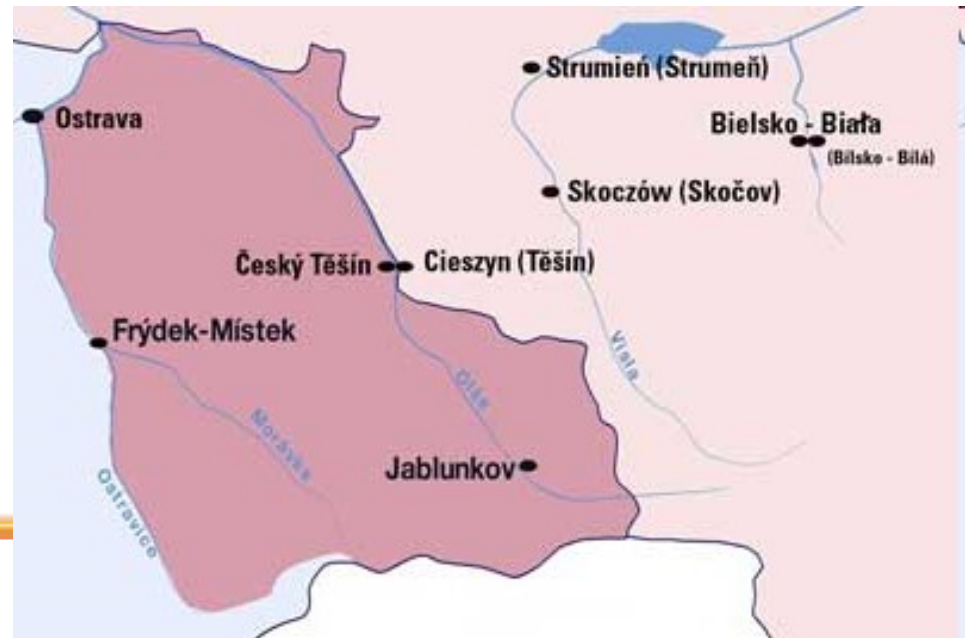 Strumień (Strumeň)
Ostrava
Bielsko - Biała
(Bílsko - Bílá)
Skoczów (Skočov)
Český Těšín
Cieszyn (Těšín)
Frýdek-Místek
Visla
Olše
Morávka
Jablunkov
Ostravice